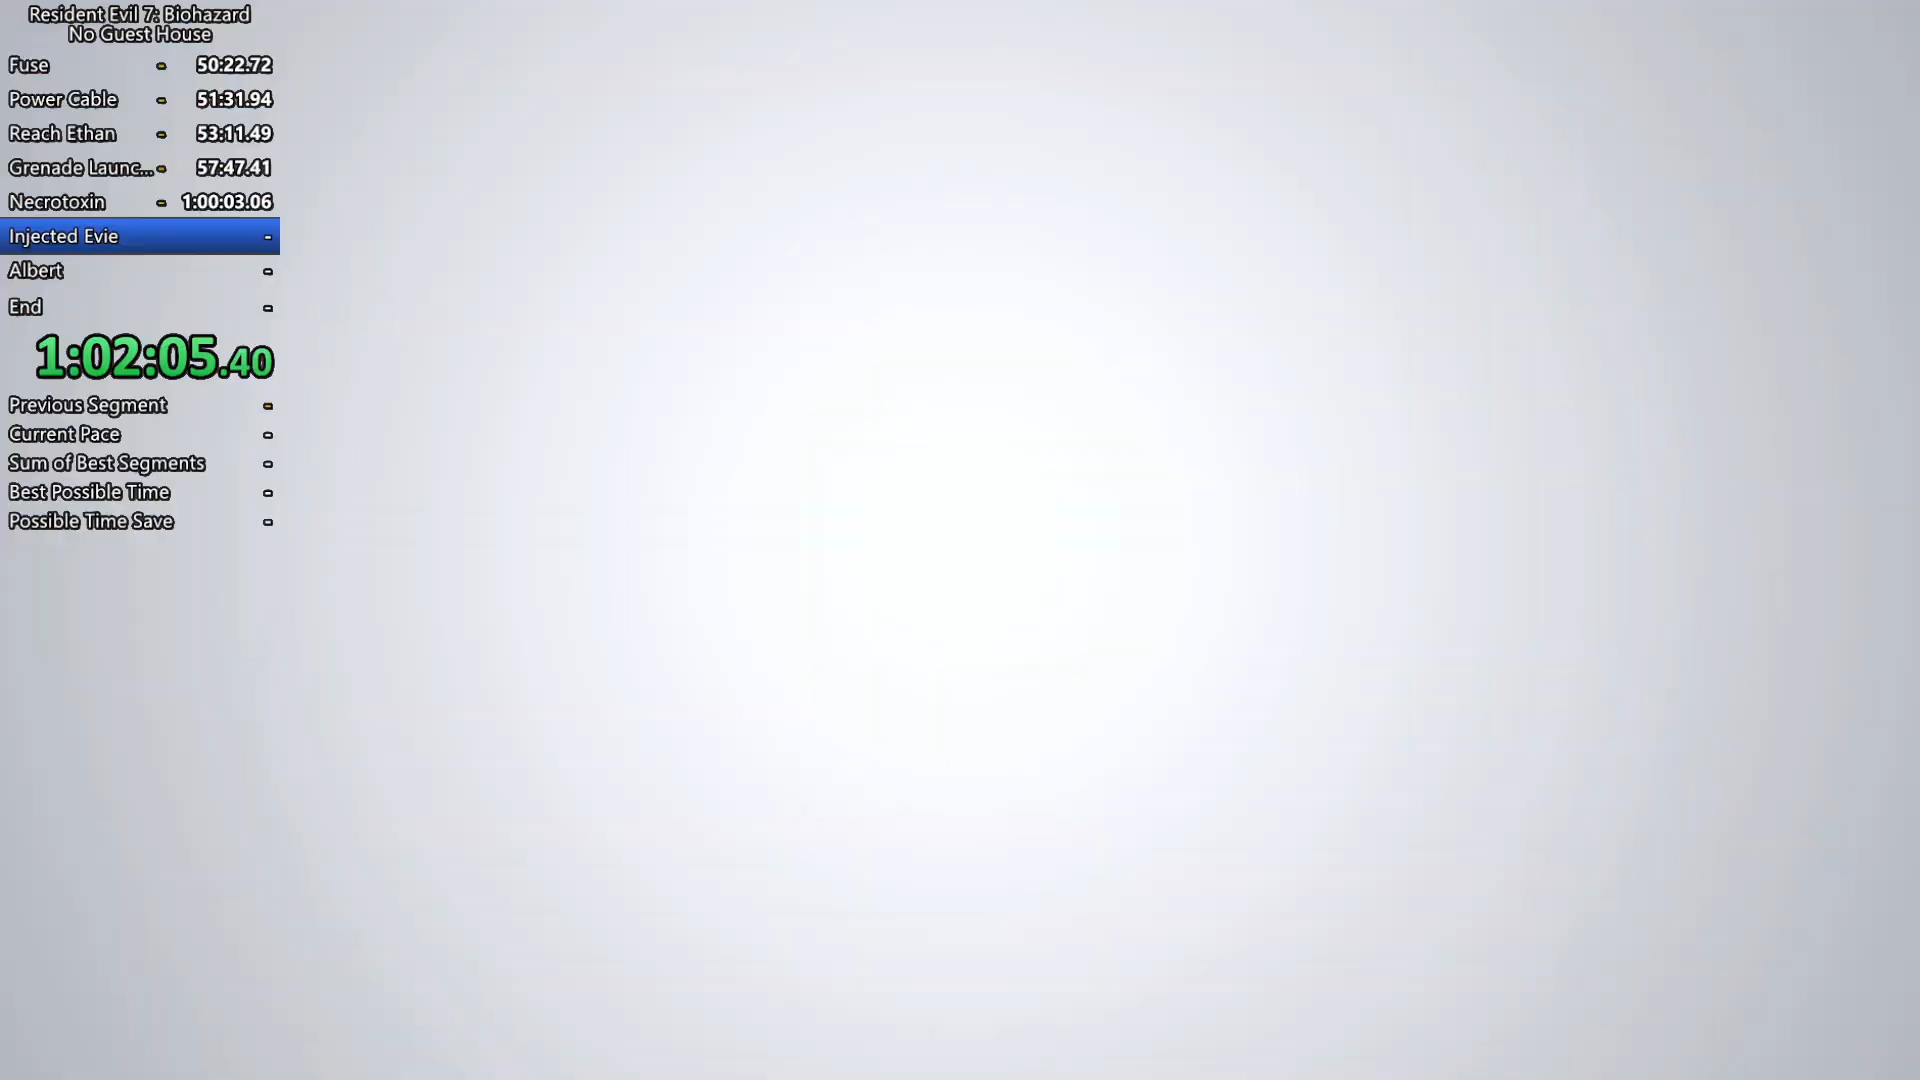 Resident Evil 7: Biohazard
No Guest House
Fuse - 50:22.72
Power Cable - 51:31.94
Reach Ethan - 53:11.49
Grenade Launc... - 57:47.41
Necrotoxin - 1:00:03.06
Injected Evie -
Albert -
End -
1:02:05.40
Previous Segment -
Current Pace -
Sum of Best Segments -
Best Possible Time -
Possible Time Save -